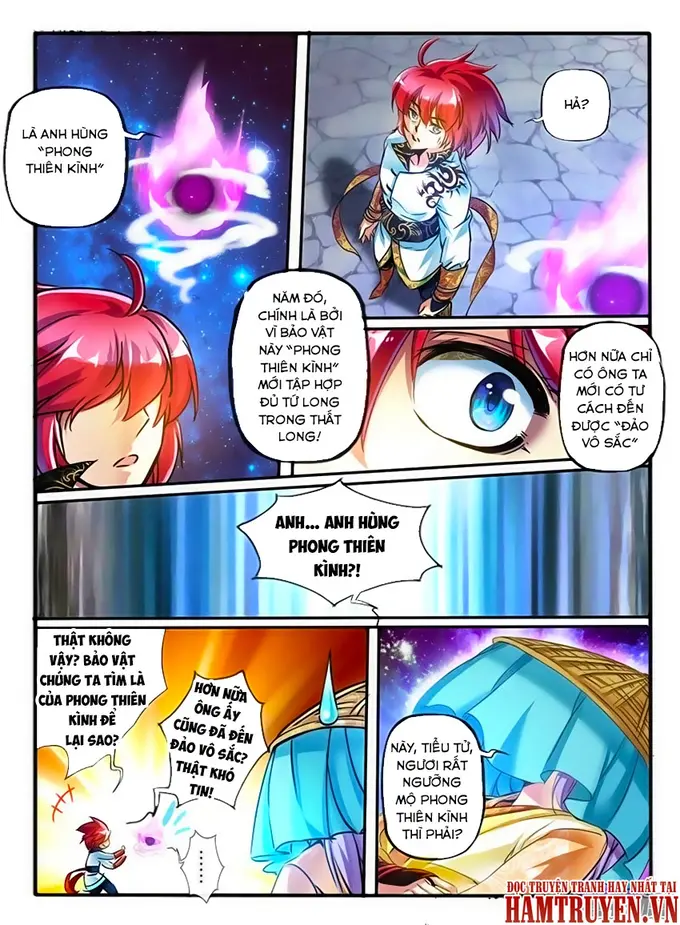 LÀ ANH HÙNG
"PHONG
THIÊN KÌNH"
HẢ?
NĂM ĐÓ,
CHÍNH LÀ BỞI
VÌ BẢO VẬT
NÀY "PHONG
THIÊN KÌNH"
MỚI TẬP HỢP
ĐỦ TỨ LONG
TRONG THẤT
LONG!
HƠN NỮA CHỈ
CÓ ÔNG TA
MỚI CÓ TƯ
CÁCH ĐẾN
ĐƯỢC "ĐẢO
VÔ SẮC"
ANH... ANH HÙNG
PHONG THIÊN
KÌNH?!
THẬT KHÔNG
VẬY? BẢO VẬT
CHÚNG TA TÌM LÀ
CỦA PHONG THIÊN
KÌNH ĐỂ
LẠI SAO?
HƠN NỮA
ÔNG ẤY
CŨNG ĐÃ ĐẾN
ĐẢO VÔ SẮC?
THẬT KHÓ
TIN!
......
NÀY, TIỂU TỬ,
NGƯƠI RẤT
NGƯỠNG
MỘ PHONG
THIÊN KÌNH
THÌ PHẢI?
ĐỌC TRUYỆN TRANH HAY NHẤT TẠI
HAMTRUYEN.VN